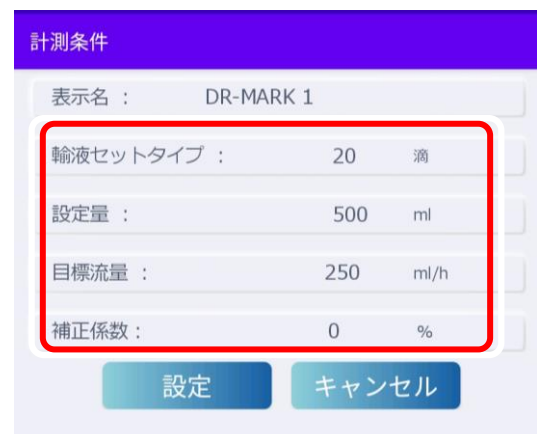 計測条件
表示名 : DR-MARK 1
輸液セットタイプ : 20 滴
設定量 : 500 ml
目標流量 : 250 ml/h
補正係数 : 0 %
設定 キャンセル